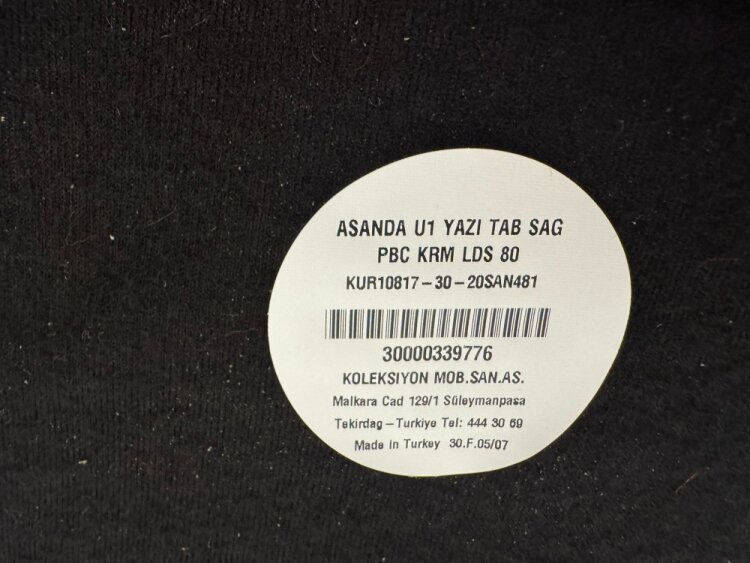 ASANDA U1 YAZI TAB SAG
PBC KRM LDS 80
KUR10817-30-20SAN481
30000339776
KOLEKSIYON MOB.SAN.AS.
Malkara Cad 129/1 Süleymanpasa
Tekirdag-Turkiye Tel: 444 30 69
Made in Turkey 30.F.05/07